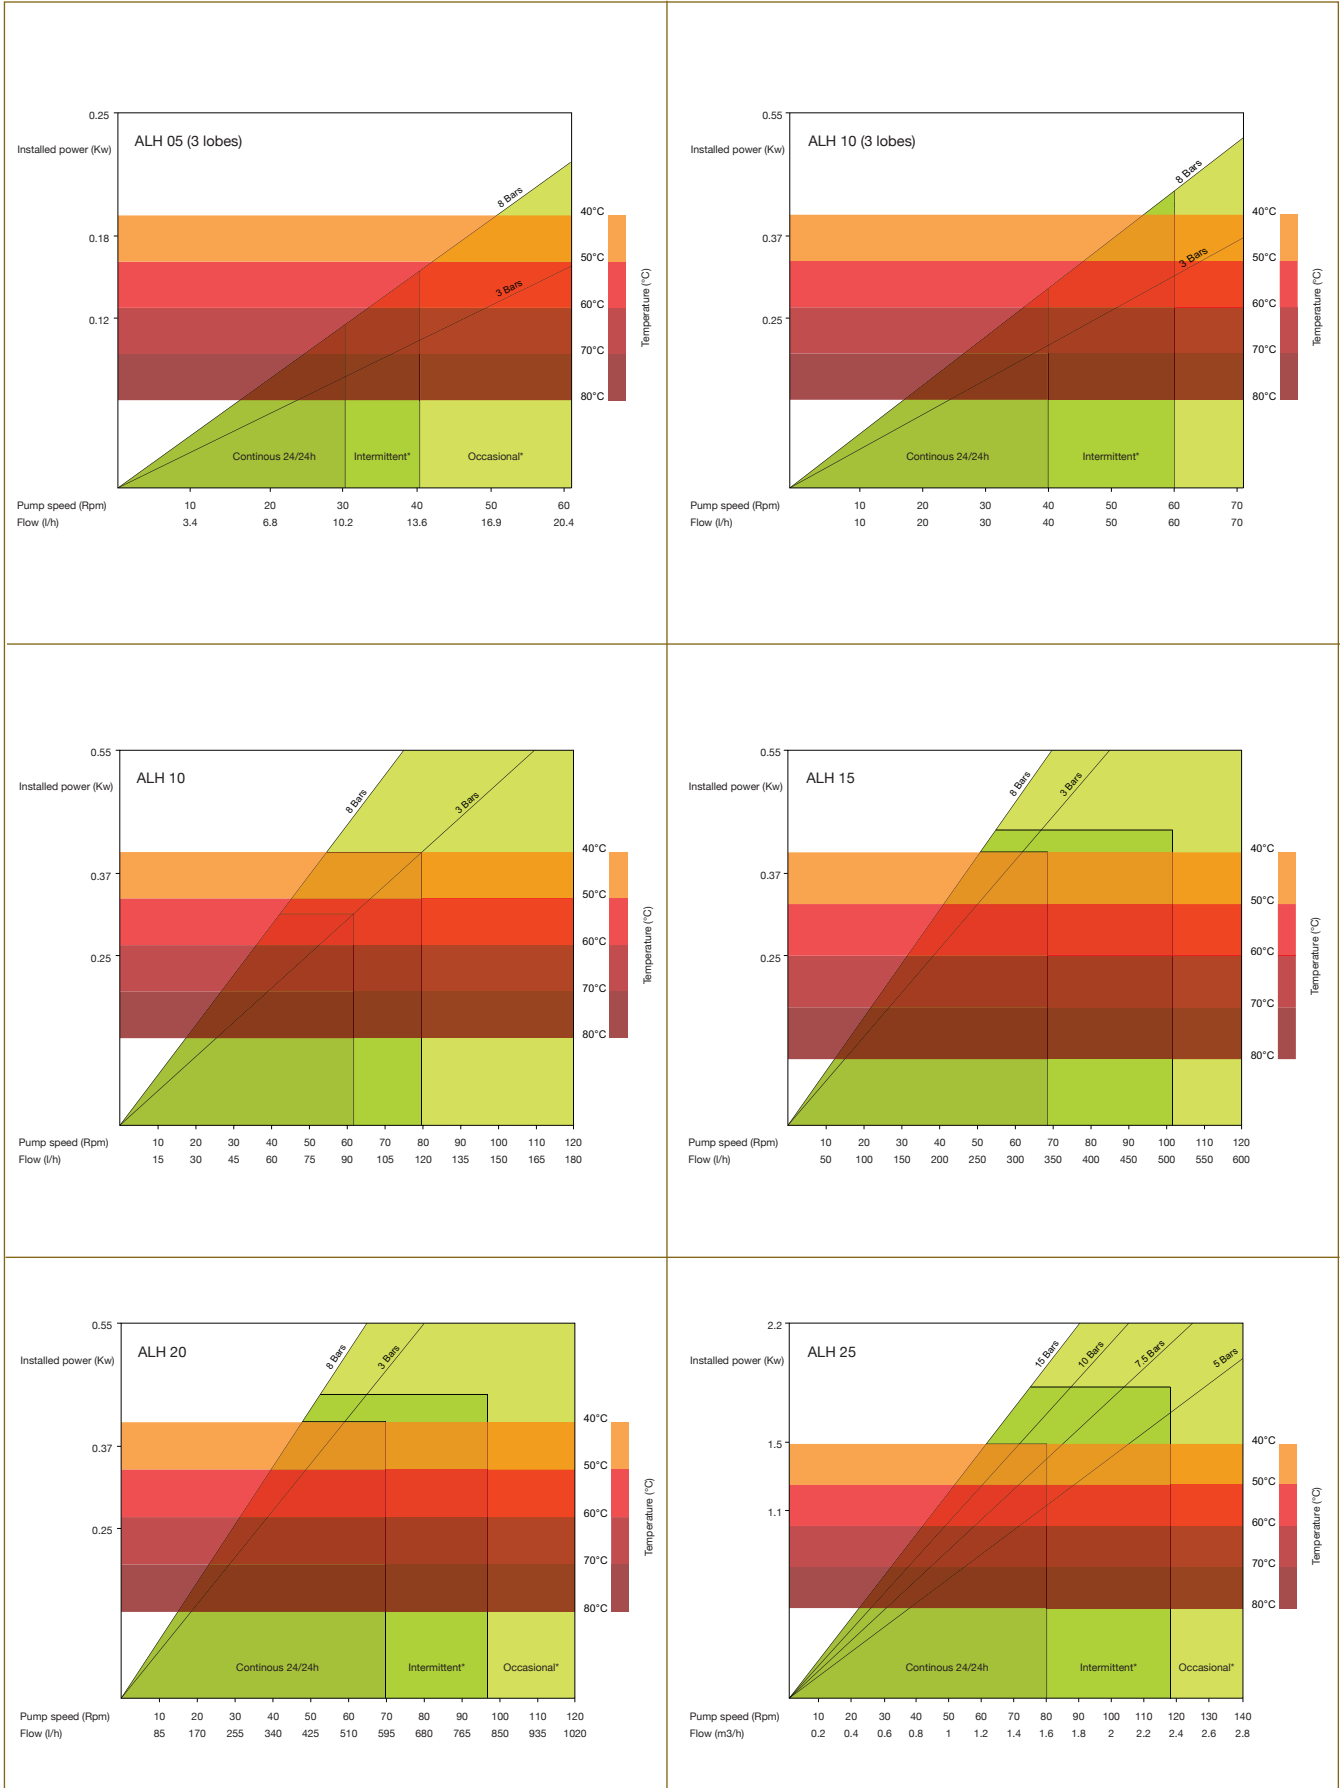 0.25
ALH 05 (3 lobes)
Installed power (Kw)
8 Bars
40°C
0.18
50°C
3 Bars
60°C
0.12
Temperature (°C)
70°C
80°C
Continous 24/24h Intermittent* Occasional*
Pump speed (Rpm) 10 20 30 40 50 60
Flow (l/h) 3.4 6.8 10.2 13.6 16.9 20.4
0.55
ALH 10 (3 lobes)
Installed power (Kw)
8 Bars
40°C
0.37
50°C
3 Bars
60°C
0.25
Temperature (°C)
70°C
80°C
Continous 24/24h Intermittent*
Pump speed (Rpm) 10 20 30 40 50 60 70
Flow (l/h) 10 20 30 40 50 60 70
0.55
ALH 10
Installed power (Kw)
8 Bars 3 Bars
40°C
0.37
50°C
60°C
0.25
Temperature (°C)
70°C
80°C
Pump speed (Rpm) 10 20 30 40 50 60 70 80 90 100 110 120
Flow (l/h) 15 30 45 60 75 90 105 120 135 150 165 180
0.55
ALH 15
Installed power (Kw)
8 Bars 3 Bars
40°C
0.37
50°C
60°C
0.25
Temperature (°C)
70°C
80°C
Pump speed (Rpm) 10 20 30 40 50 60 70 80 90 100 110 120
Flow (l/h) 50 100 150 200 250 300 350 400 450 500 550 600
0.55
ALH 20
Installed power (Kw)
8 Bars 3 Bars
40°C
0.37
50°C
60°C
0.25
Temperature (°C)
70°C
80°C
Continous 24/24h Intermittent* Occasional*
Pump speed (Rpm) 10 20 30 40 50 60 70 80 90 100 110 120
Flow (l/h) 85 170 255 340 425 510 595 680 765 850 935 1020
2.2
ALH 25
Installed power (Kw)
15 Bars 10 Bars 7.5 Bars 5 Bars
1.5
40°C
50°C
1.1
60°C
Temperature (°C)
70°C
80°C
Continous 24/24h Intermittent* Occasional*
Pump speed (Rpm) 10 20 30 40 50 60 70 80 90 100 110 120 130 140
Flow (m3/h) 0.2 0.4 0.6 0.8 1 1.2 1.4 1.6 1.8 2 2.2 2.4 2.6 2.8